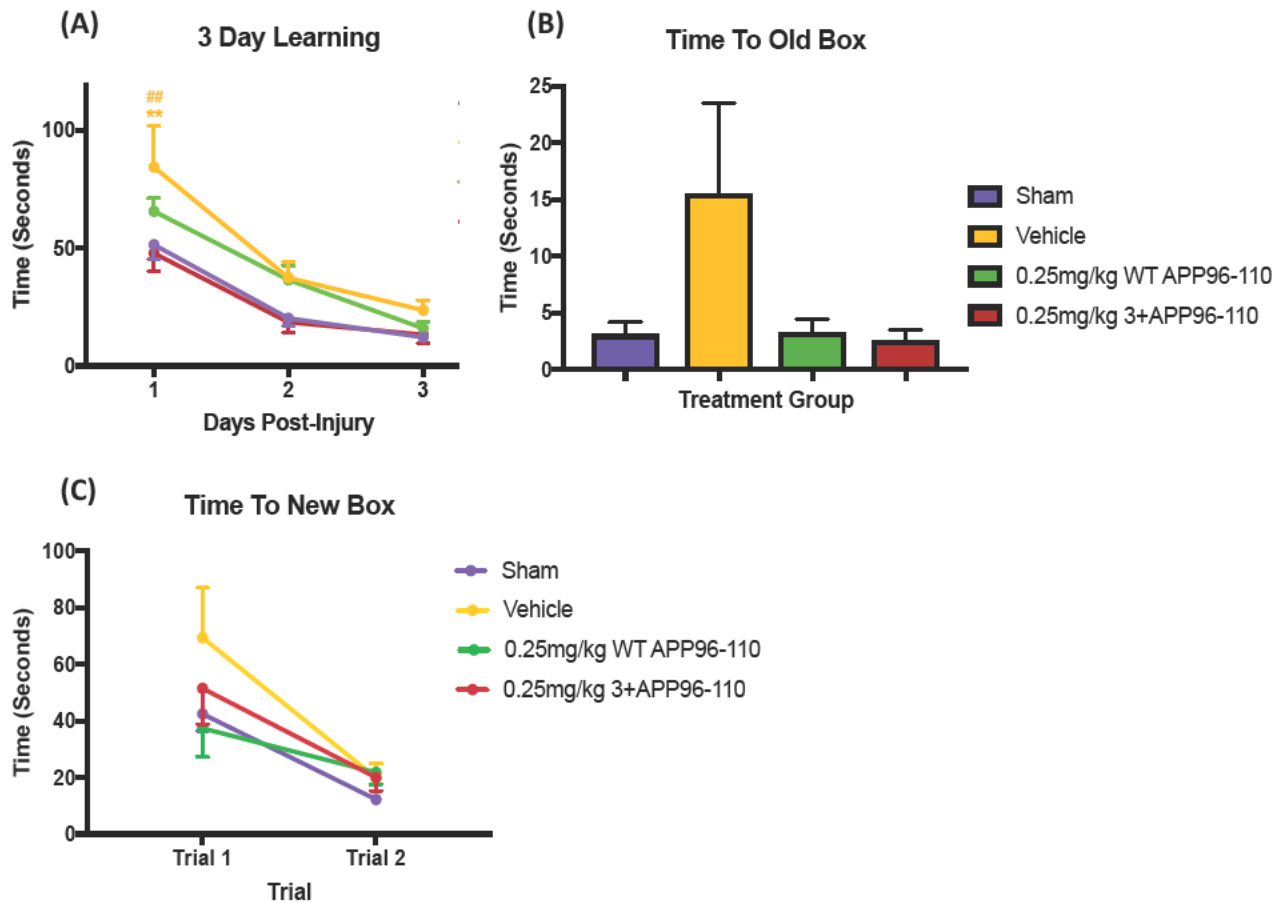 (A)
3 Day Learning
##
**
100
50
0
Time (Seconds)
1 2 3
Days Post-Injury
(B)
Time To Old Box
25
20
15
10
5
0
Time (Seconds)
Treatment Group
Sham
Vehicle
0.25mg/kg WT APP96-110
0.25mg/kg 3+APP96-110
(C)
Time To New Box
100
80
60
40
20
0
Time (Seconds)
Trial 1 Trial 2
Trial
Sham
Vehicle
0.25mg/kg WT APP96-110
0.25mg/kg 3+APP96-110